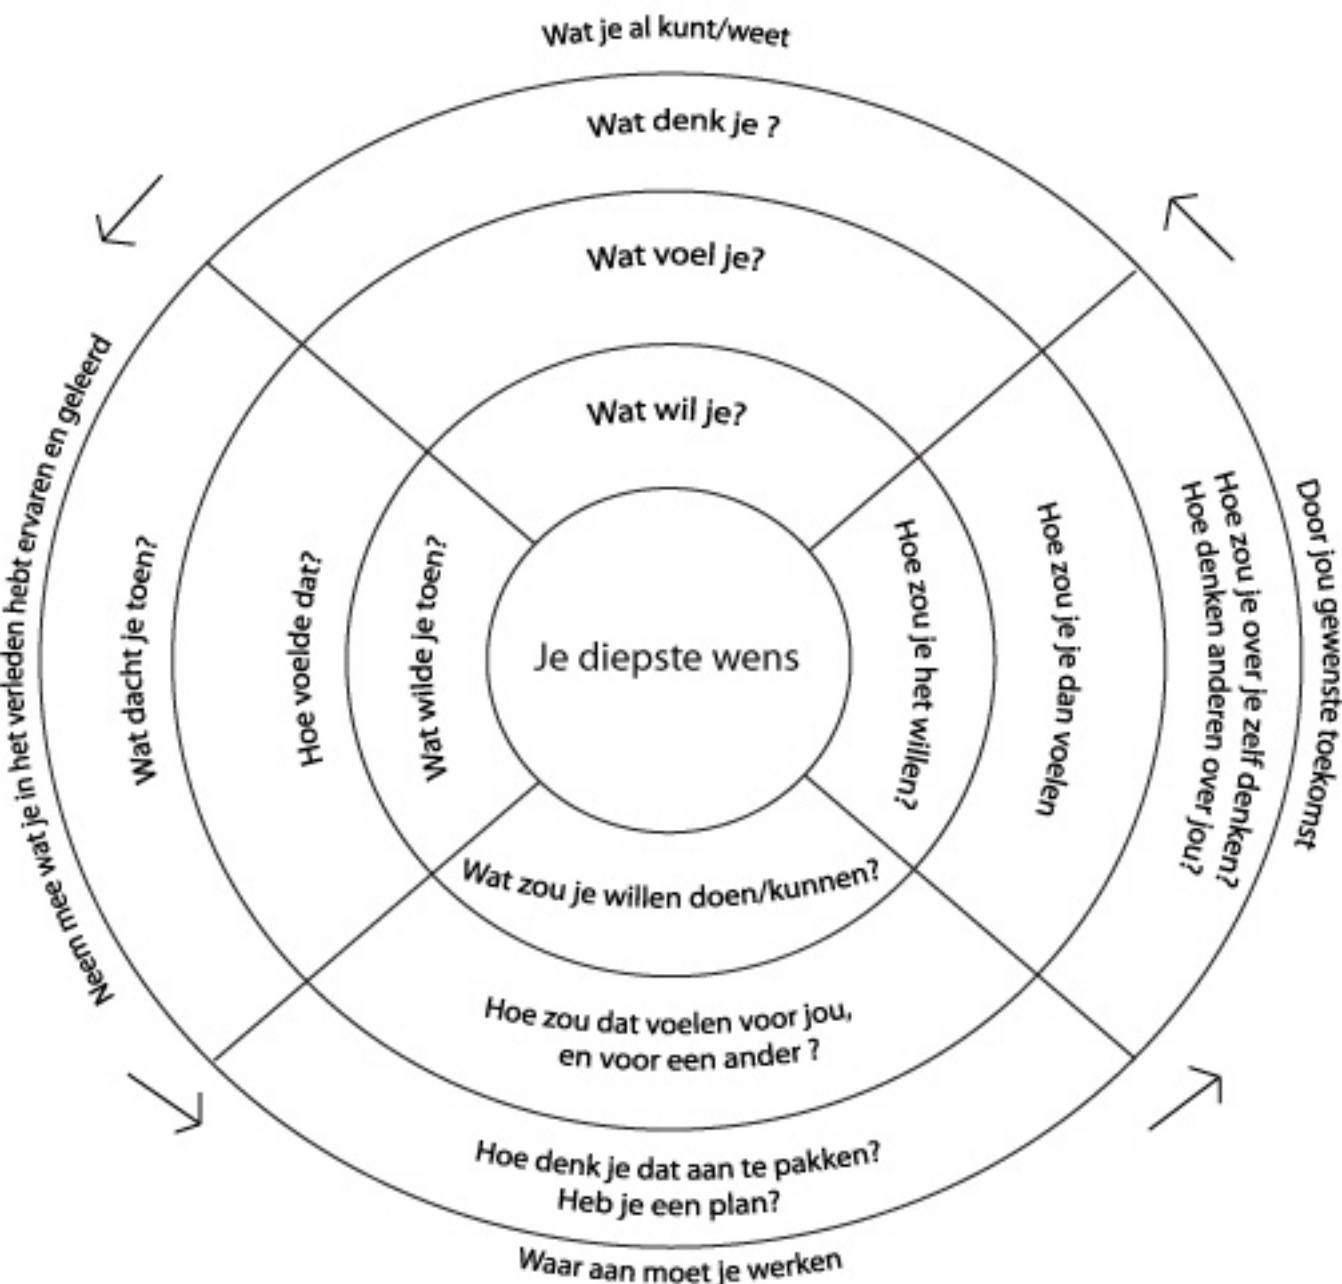 Wat je al kunt/weet
Wat denk je ?
Wat voel je?
Wat wil je?
Neem mee wat je in het verleden hebt ervaren en geleerd
Wat dacht je toen?
Hoe voelde dat?
Wat wilde je toen?
Je diepste wens
Hoe zou je het willen?
Hoe zou je je dan voelen
Hoe zou je over je zelf denken?
Hoe denken anderen over jou?
Door jou gewenste toekomst
Wat zou je willen doen/kunnen?
Hoe zou dat voelen voor jou,
en voor een ander ?
Hoe denk je dat aan te pakken?
Heb je een plan?
Waar aan moet je werken